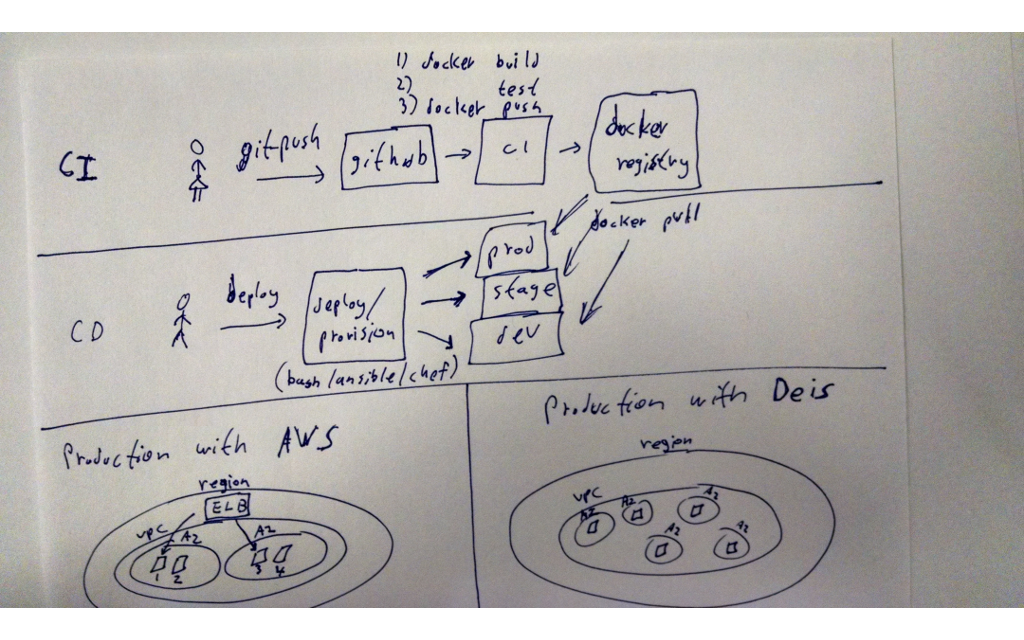 1) docker build
2) test
3) docker push
CI
git push
github
CI
docker
registry
docker pull
prod
stage
dev
CD
deploy
deploy/
provision
(bash/ansible/chef)
Production with AWS
region
ELB
VPC
AZ
AZ
1 2
3 4
Production with Deis
region
VPC
AZ
AZ
AZ
AZ
AZ